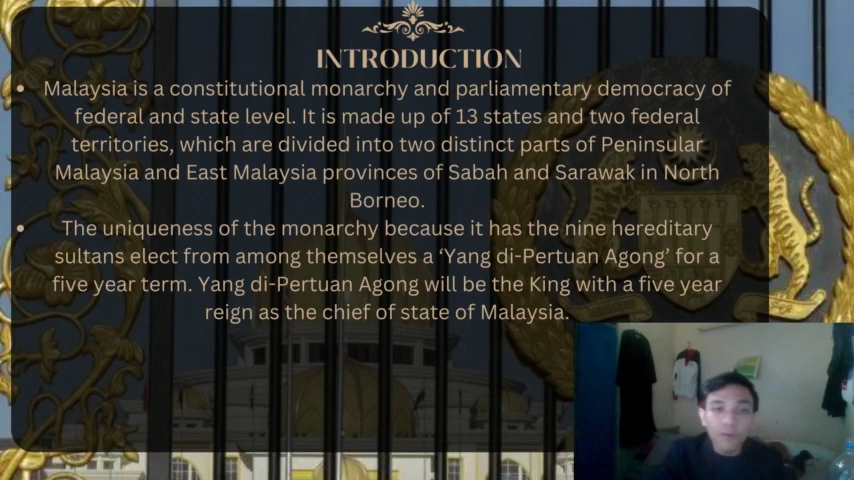 INTRODUCTION
Malaysia is a constitutional monarchy and parliamentary democracy of
federal and state level. It is made up of 13 states and two federal
territories, which are divided into two distinct parts of Peninsular
Malaysia and East Malaysia provinces of Sabah and Sarawak in North
Borneo.
The uniqueness of the monarchy because it has the nine hereditary
sultans elect from among themselves a ‘Yang di-Pertuan Agong’ for a
five year term. Yang di-Pertuan Agong will be the King with a five year
reign as the chief of state of Malaysia.